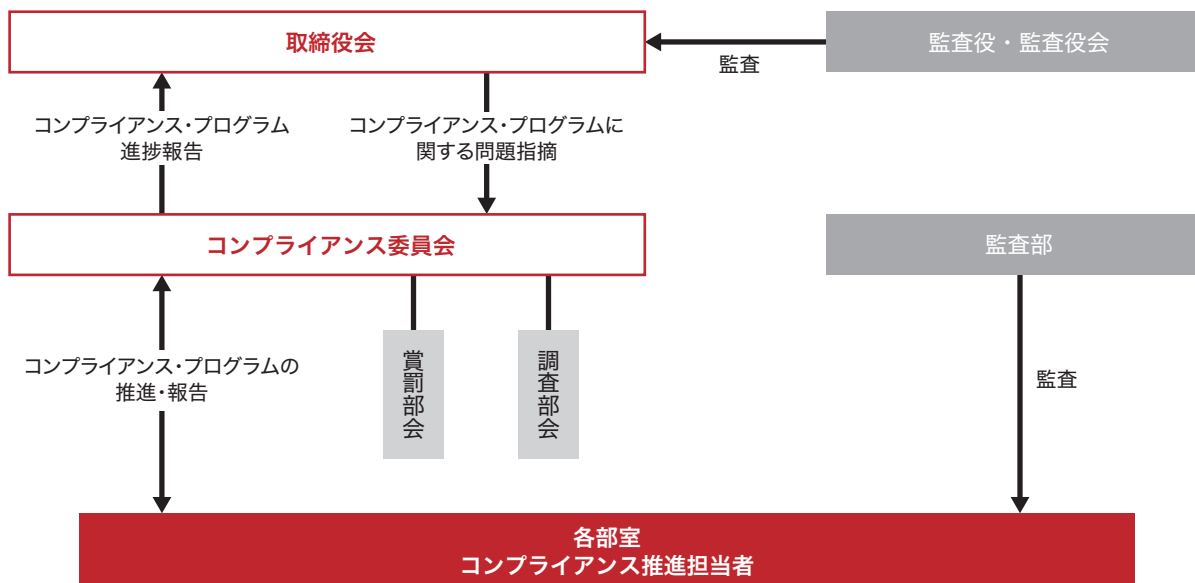 取締役会
監査役・監査役会
監査
コンプライアンス・プログラム
進捗報告
コンプライアンス・プログラムに
関する問題指摘
コンプライアンス委員会
監査部
賞罰部会
調査部会
コンプライアンス・プログラムの
推進・報告
監査
各部室
コンプライアンス推進担当者